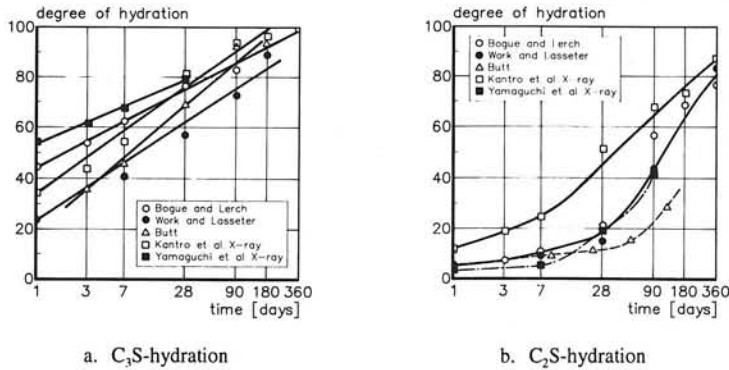 degree of hydration
100
80
60
40
20
0
1 3 7 28 90 180 360
time [days]
Bogue and Lerch
Work and Lasseter
Butt
Kantro et al X-ray
Yamaguchi et al X-ray
a. C₃S-hydration
degree of hydration
100
80
60
40
20
0
1 3 7 28 90 180 360
time [days]
Bogue and Lerch
Work and Lasseter
Butt
Kantro et al X-ray
Yamaguchi et al X-ray
b. C₂S-hydration